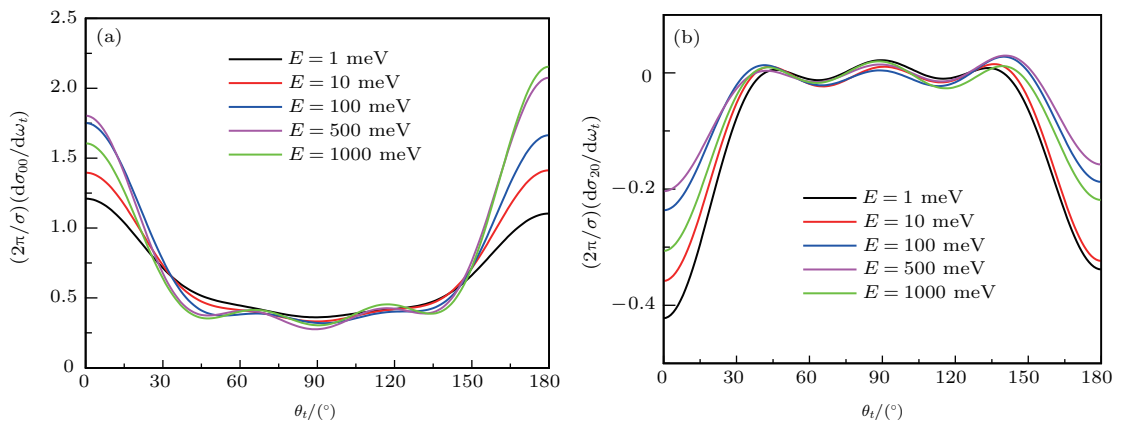 (a)
2.5
2.0
1.5
1.0
0.5
0
(2π/σ)(dσ₀₀/dωₜ)
E = 1 meV
E = 10 meV
E = 100 meV
E = 500 meV
E = 1000 meV
0 30 60 90 120 150 180
θₜ/(°)
(b)
0
−0.2
−0.4
(2π/σ)(dσ₂₀/dωₜ)
E = 1 meV
E = 10 meV
E = 100 meV
E = 500 meV
E = 1000 meV
0 30 60 90 120 150 180
θₜ/(°)